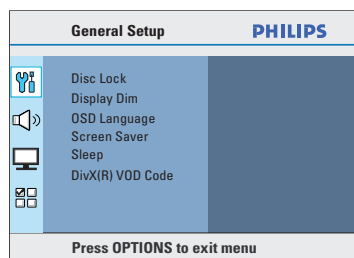 General Setup PHILIPS
Disc Lock
Display Dim
OSD Language
Screen Saver
Sleep
DivX(R) VOD Code
Press OPTIONS to exit menu